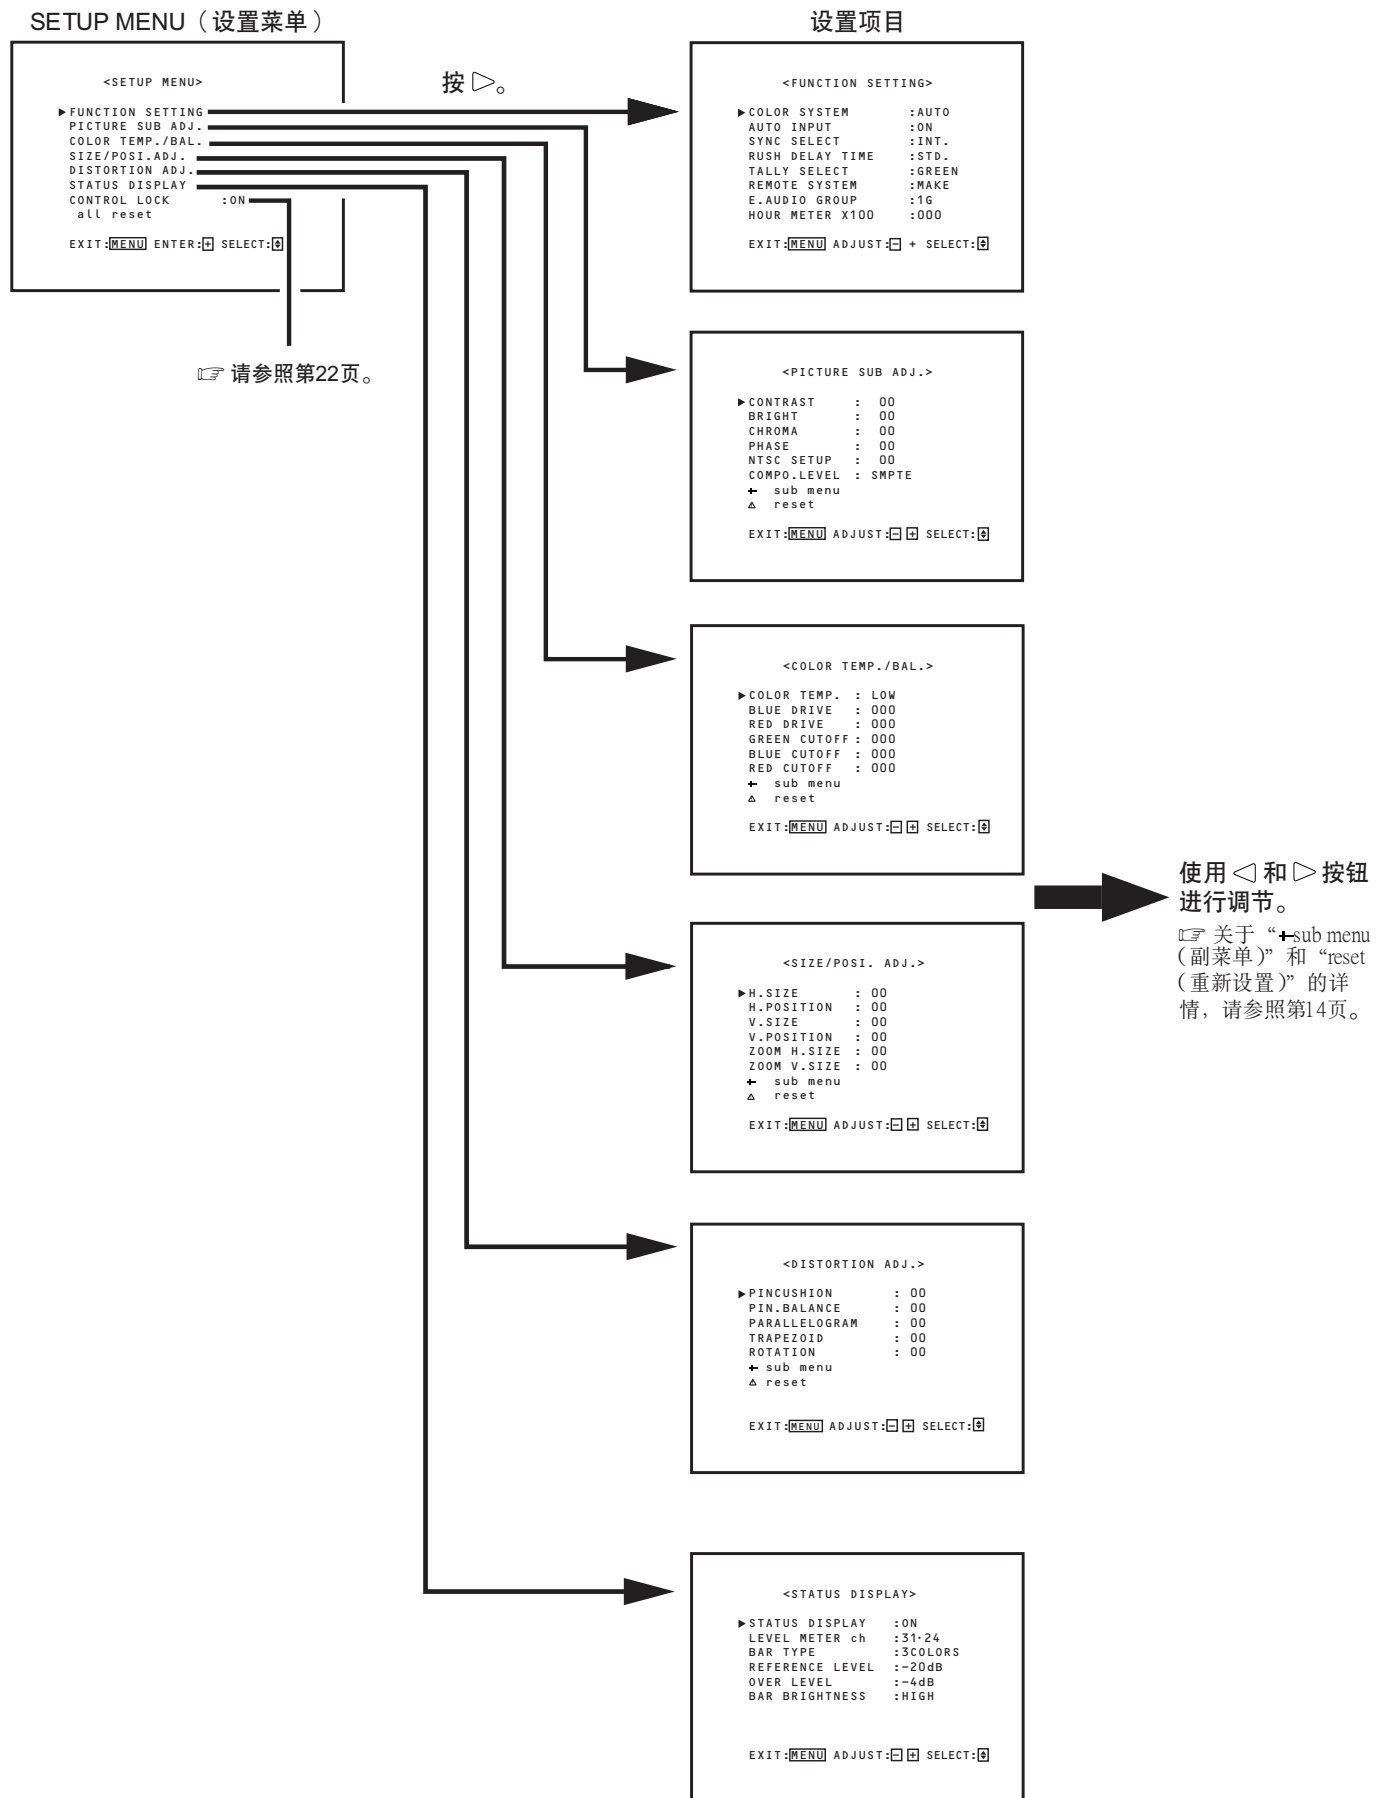 SETUP MENU（设置菜单）
<SETUP MENU>
▶FUNCTION SETTING
PICTURE SUB ADJ.
COLOR TEMP./BAL.
SIZE/POSI.ADJ.
DISTORTION ADJ.
STATUS DISPLAY
CONTROL LOCK :ON
all reset
EXIT:MENU ENTER:+ SELECT:
按▷。
☞ 请参照第22页。
设置项目
<FUNCTION SETTING>
▶COLOR SYSTEM :AUTO
AUTO INPUT :ON
SYNC SELECT :INT.
RUSH DELAY TIME :STD.
TALLY SELECT :GREEN
REMOTE SYSTEM :MAKE
E.AUDIO GROUP :1G
HOUR METER X100 :000
EXIT:MENU ADJUST:- + SELECT:
<PICTURE SUB ADJ.>
▶CONTRAST : 00
BRIGHT : 00
CHROMA : 00
PHASE : 00
NTSC SETUP : 00
COMPO.LEVEL : SMPTE
+ sub menu
△ reset
EXIT:MENU ADJUST:- + SELECT:
<COLOR TEMP./BAL.>
▶COLOR TEMP. : LOW
BLUE DRIVE : 000
RED DRIVE : 000
GREEN CUTOFF : 000
BLUE CUTOFF : 000
RED CUTOFF : 000
+ sub menu
△ reset
EXIT:MENU ADJUST:- + SELECT:
<SIZE/POSI. ADJ.>
▶H.SIZE : 00
H.POSITION : 00
V.SIZE : 00
V.POSITION : 00
ZOOM H.SIZE : 00
ZOOM V.SIZE : 00
+ sub menu
△ reset
EXIT:MENU ADJUST:- + SELECT:
<DISTORTION ADJ.>
▶PINCUSHION : 00
PIN.BALANCE : 00
PARALLELOGRAM : 00
TRAPEZOID : 00
ROTATION : 00
+ sub menu
△ reset
EXIT:MENU ADJUST:- + SELECT:
<STATUS DISPLAY>
▶STATUS DISPLAY :ON
LEVEL METER ch :31·24
BAR TYPE :3COLORS
REFERENCE LEVEL :-20dB
OVER LEVEL :-4dB
BAR BRIGHTNESS :HIGH
EXIT:MENU ADJUST:- + SELECT:
使用◁和▷按钮
进行调节。
☞ 关于“+sub menu
（副菜单）”和“reset
（重新设置）”的详
情，请参照第14页。